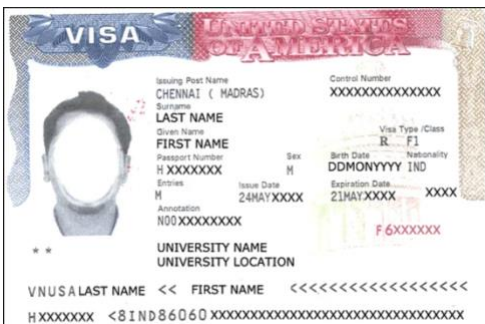 VISA
UNITED STATES
OF AMERICA
Issuing Post Name
CHENNAI ( MADRAS)
Control Number
XXXXXXXXXXXXXX
Surname
LAST NAME
Given Name
FIRST NAME
Visa Type /Class
R F1
Passport Number
H XXXXXXX
Sex
M
Birth Date
DDMONYYYY
Nationality
IND
Entries
M
Issue Date
24MAYXXXX
Expiration Date
21MAYXXXX
XXXX
Annotation
N00XXXXXXXX
F6XXXXXX
* *
UNIVERSITY NAME
UNIVERSITY LOCATION
VNUSALAST NAME << FIRST NAME <<<<<<<<<<<<<<<<<<
HXXXXXXX <8IND86060XXXXXXXXXXXXXXXXXXXXXXXXXXXXXX